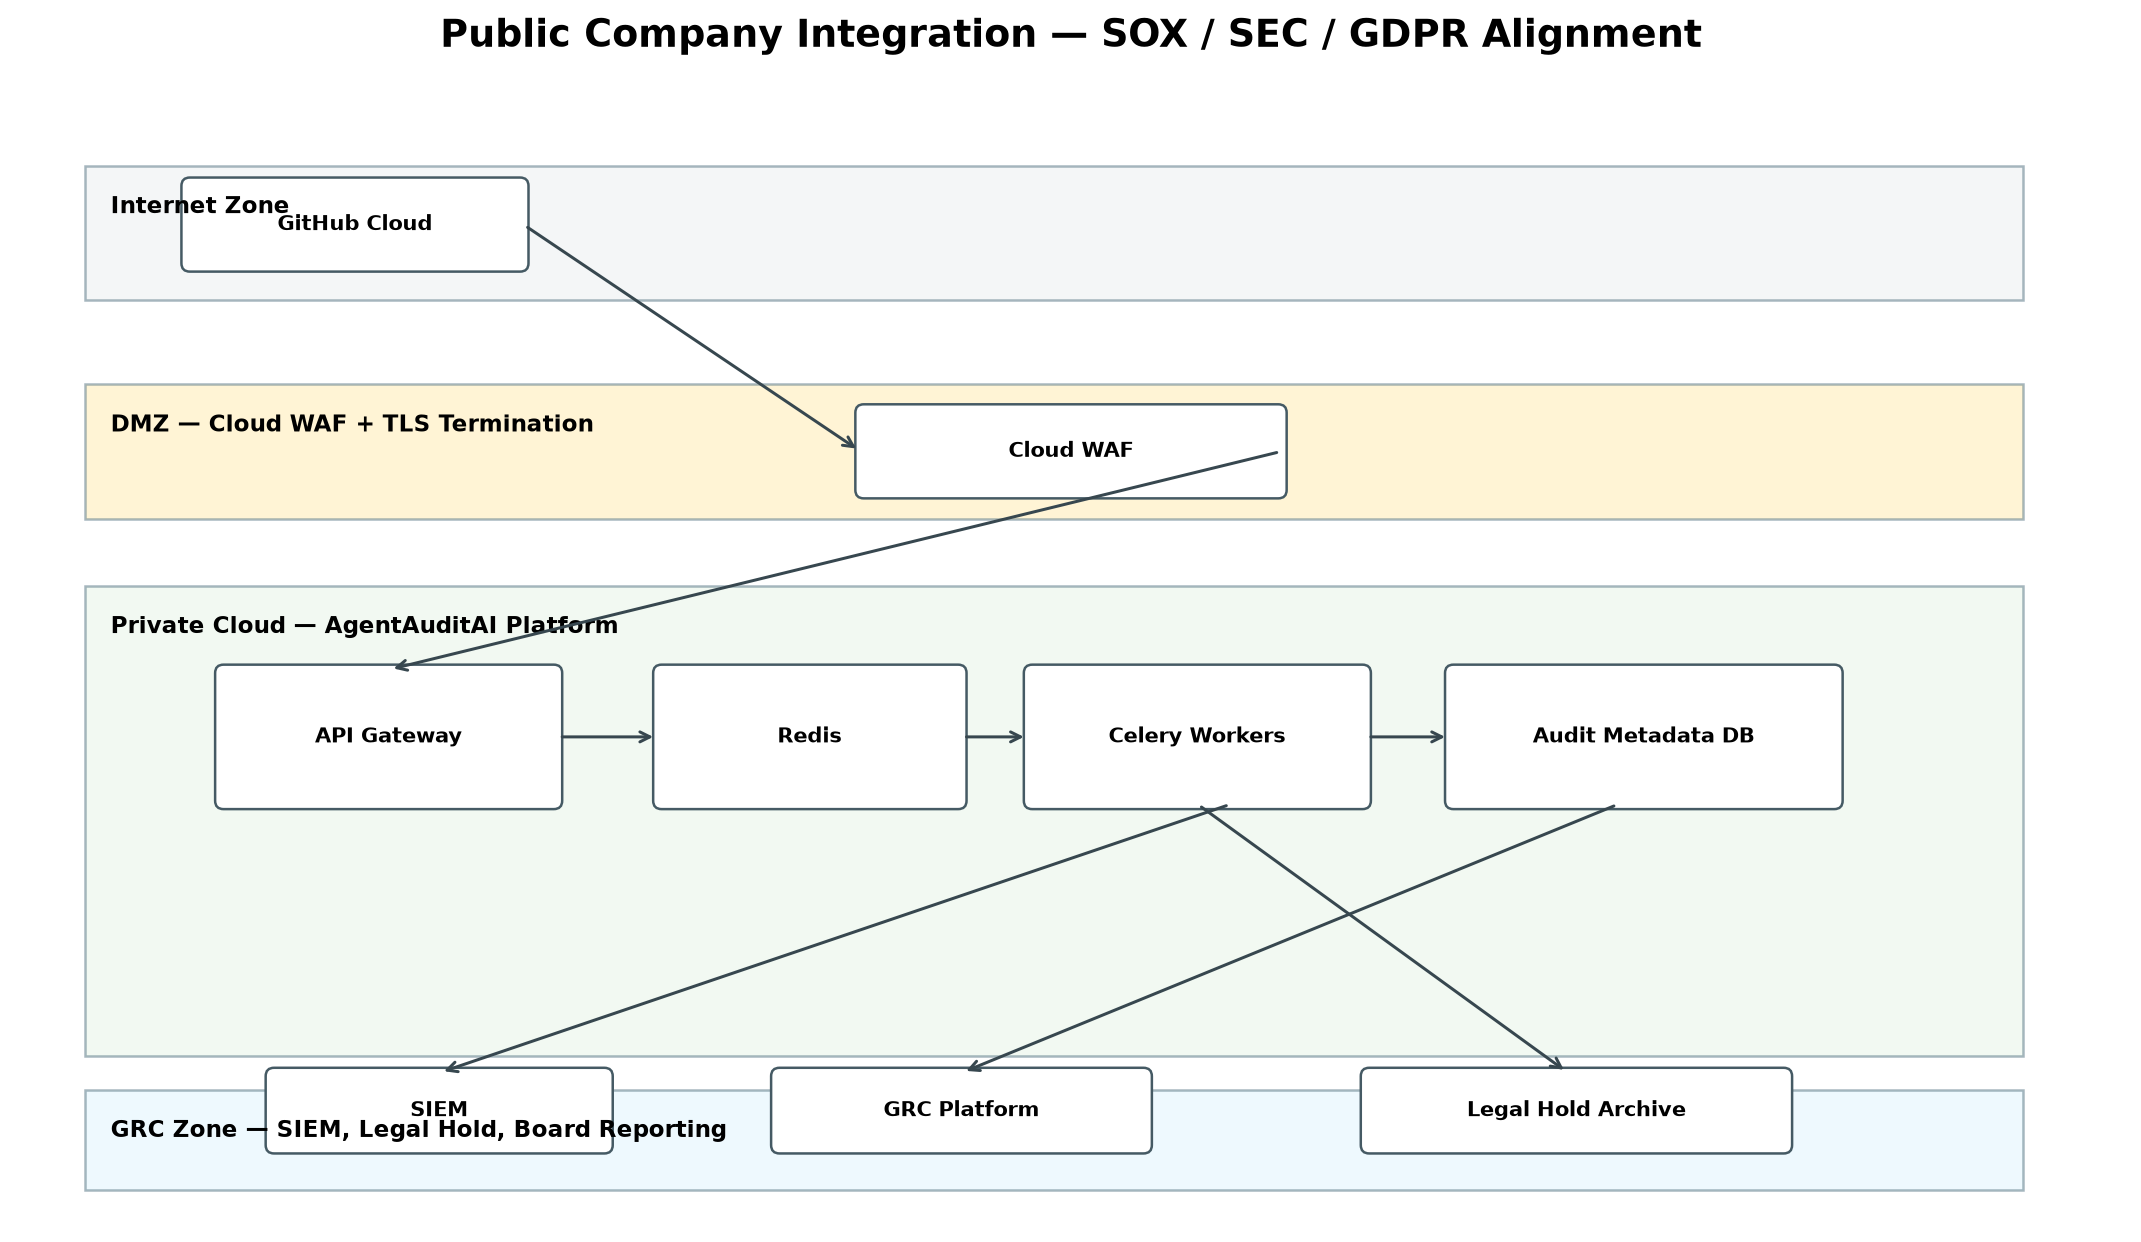 Public Company Integration — SOX / SEC / GDPR Alignment
Internet Zone
GitHub Cloud
DMZ — Cloud WAF + TLS Termination
Cloud WAF
Private Cloud — AgentAuditAI Platform
API Gateway
Redis
Celery Workers
Audit Metadata DB
SIEM
GRC Platform
Legal Hold Archive
GRC Zone — SIEM, Legal Hold, Board Reporting